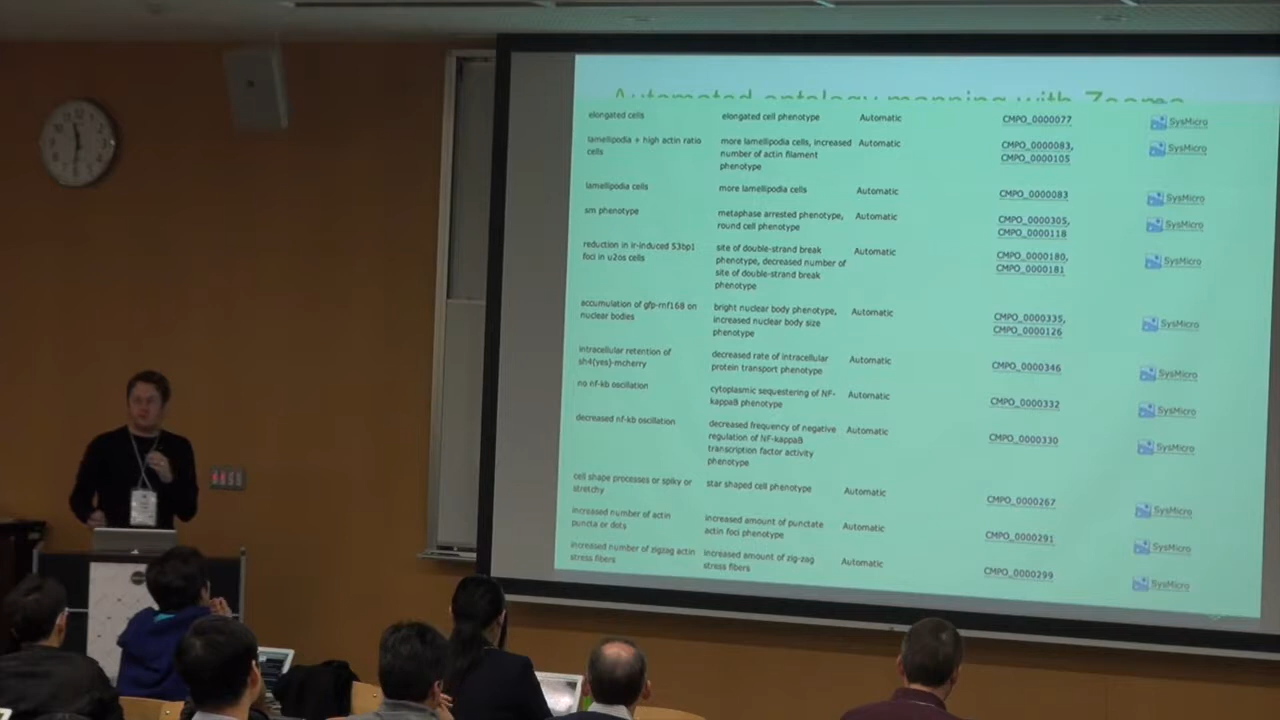 Automated ontology mapping with Zooma
elongated cells elongated cell phenotype Automatic CMPO_0000077 SysMicro
lamellipodia + high actin ratio more lamellipodia cells, increased Automatic CMPO_0000083, SysMicro
cells number of actin filament CMPO_0000105
phenotype
lamellipodia cells more lamellipodia cells Automatic CMPO_0000083 SysMicro
sm phenotype metaphase arrested phenotype, Automatic CMPO_0000305, SysMicro
round cell phenotype CMPO_0000118
reduction in ir-induced 53bp1 site of double-strand break Automatic CMPO_0000180, SysMicro
foci in u2os cells phenotype, decreased number of CMPO_0000181
site of double-strand break
phenotype
accumulation of gfp-rnf168 on bright nuclear body phenotype, Automatic CMPO_0000335, SysMicro
nuclear bodies increased nuclear body size CMPO_0000126
phenotype
intracellular retention of decreased rate of intracellular Automatic CMPO_0000346 SysMicro
sh4(yes)-mcherry protein transport phenotype
no nf-kb oscillation cytoplasmic sequestering of NF- Automatic CMPO_0000332 SysMicro
kappaB phenotype
decreased nf-kb oscillation decreased frequency of negative Automatic CMPO_0000330 SysMicro
regulation of NF-kappaB
transcription factor activity
phenotype
cell shape processes or spiky or star shaped cell phenotype Automatic CMPO_0000267 SysMicro
stretchy
increased number of actin increased amount of punctate Automatic CMPO_0000291 SysMicro
puncta or dots actin foci phenotype
increased number of zigzag actin increased amount of zig-zag Automatic CMPO_0000299 SysMicro
stress fibers stress fibers